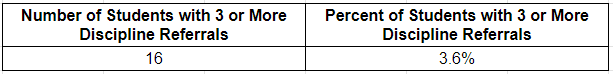 Number of Students with 3 or More
Discipline Referrals
Percent of Students with 3 or More
Discipline Referrals
16
3.6%